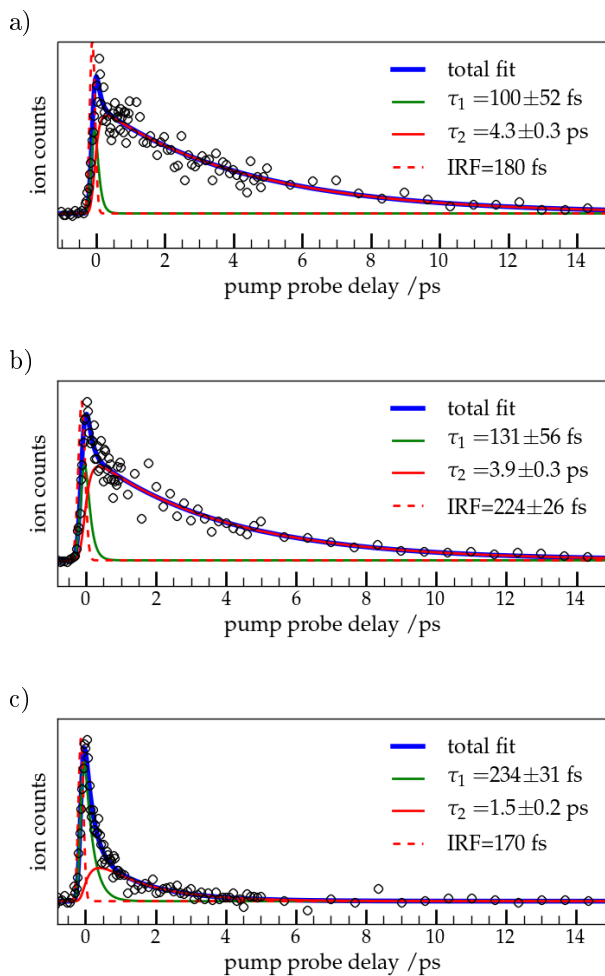 a)
ion counts
total fit
τ₁ =100±52 fs
τ₂ =4.3±0.3 ps
IRF=180 fs
0 2 4 6 8 10 12 14
pump probe delay /ps
b)
ion counts
total fit
τ₁ =131±56 fs
τ₂ =3.9±0.3 ps
IRF=224±26 fs
0 2 4 6 8 10 12 14
pump probe delay /ps
c)
ion counts
total fit
τ₁ =234±31 fs
τ₂ =1.5±0.2 ps
IRF=170 fs
0 2 4 6 8 10 12 14
pump probe delay /ps